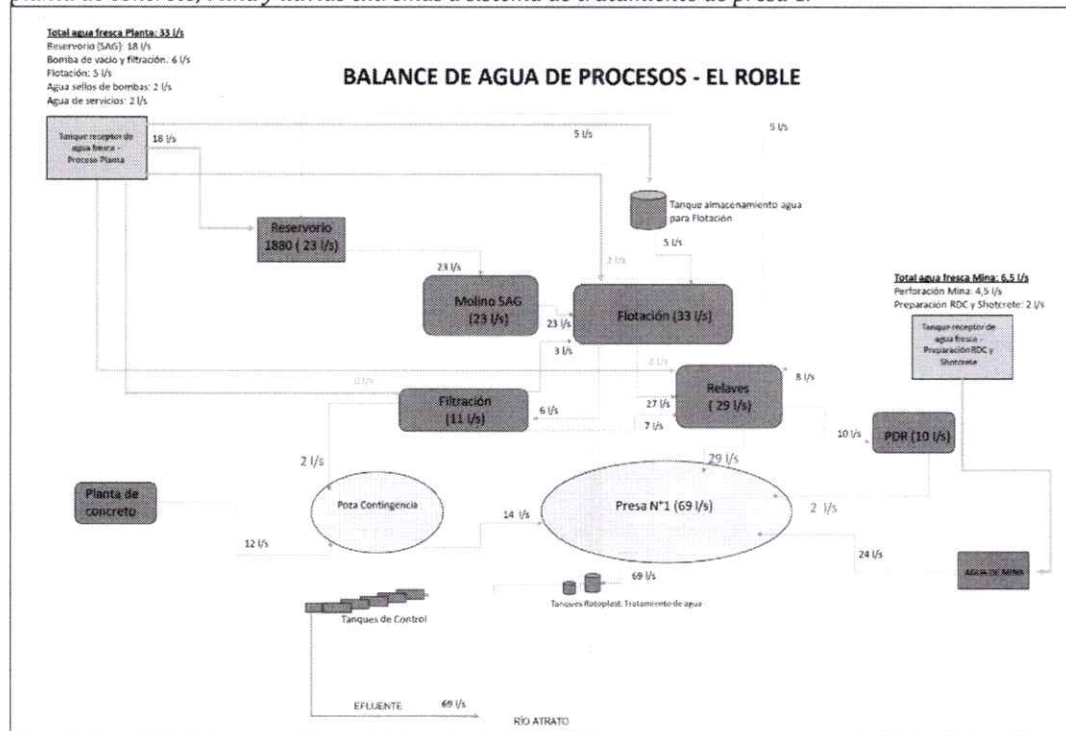 planta de concreto, Mina y lluvias extremas a sistema de tratamiento de presa 1.
Total agua fresca Planta: 33 l/s
Reservorio (SAG): 18 l/s
Bomba de vacío y filtración: 6 l/s
Flotación: 5 l/s
Agua sellos de bombas: 2 l/s
Agua de servicios: 2 l/s
BALANCE DE AGUA DE PROCESOS - EL ROBLE
Tanque receptor de
agua fresca -
Proceso Planta
18 l/s
5 l/s
5 l/s
Tanque almacenamiento agua
para Flotación
Reservorio
1880 ( 23 l/s)
5 l/s
2 l/s
23 l/s
Molino SAG
(23 l/s)
23 l/s
Flotación (33 l/s)
Total agua fresca Mina: 6,5 l/s
Perforación Mina: 4,5 l/s
Preparación RDC y Shotcrete: 2 l/s
Tanque receptor de
agua fresca -
Preparación RDC y
Shotcrete
3 l/s
8 l/s
Relaves
( 29 l/s)
Filtración
(11 l/s)
6 l/s
27 l/s
7 l/s
10 l/s
PDR (10 l/s)
2 l/s
29 l/s
Planta de
concreto
Poza Contingencia
Presa N°1 (69 l/s)
2 l/s
12 l/s
14 l/s
24 l/s
AGUA DE MINA
69 l/s
Tanques Rotoplast. Tratamiento de agua
Tanques de Control
EFLUENTE
69 l/s
RÍO ATRATO